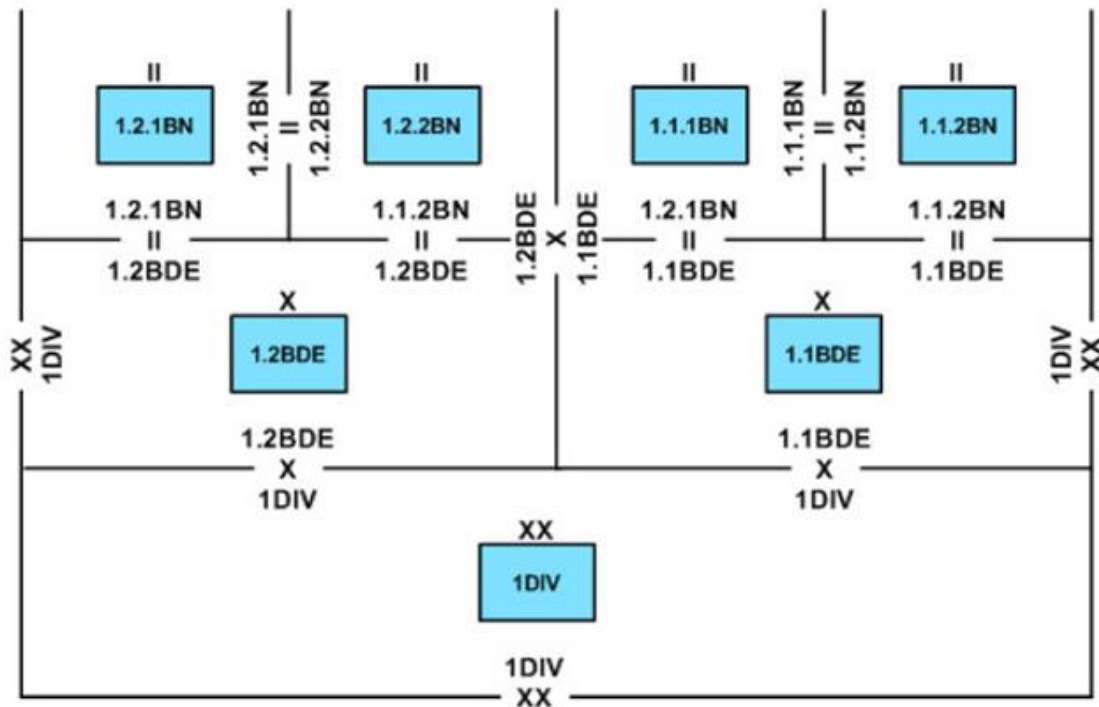 II
II
II
II
1.2.1BN
1.2.1BN
II
1.2.2BN
1.2.2BN
1.1.1BN
1.1.1BN
II
1.1.2BN
1.1.2BN
1.2.1BN
1.1.2BN
1.2.1BN
1.1.2BN
II
II
1.2BDE
X
1.1BDE
II
II
1.2BDE
1.2BDE
1.1BDE
1.1BDE
X
X
XX
1DIV
1.2BDE
1.1BDE
1DIV
XX
1.2BDE
1.1BDE
X
X
1DIV
1DIV
XX
1DIV
1DIV
XX